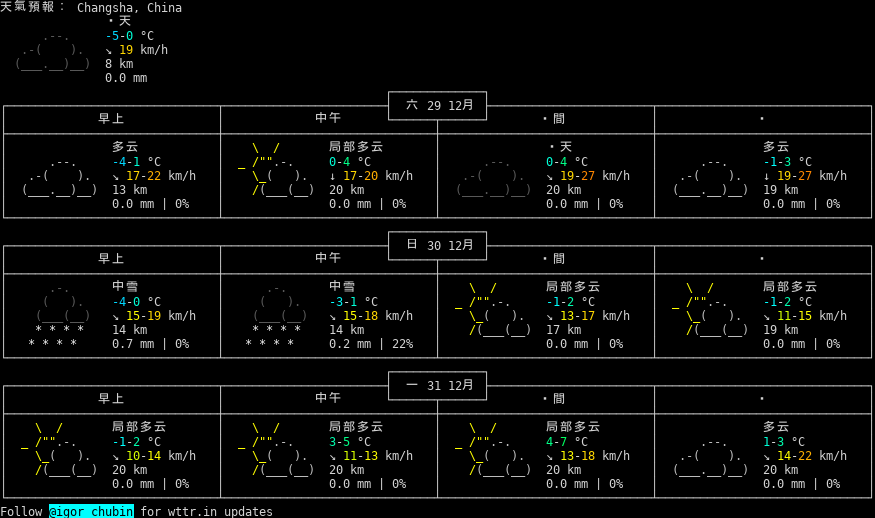 天氣預報： Changsha, China
・天
-5-0 °C
↘ 19 km/h
8 km
0.0 mm
六 29 12月
早上 中午 ・間 ・
多云 局部多云 ・天 多云
-4-1 °C 0-4 °C 0-4 °C -1-3 °C
↘ 17-22 km/h ↓ 17-20 km/h ↘ 19-27 km/h ↓ 19-27 km/h
13 km 20 km 20 km 19 km
0.0 mm | 0% 0.0 mm | 0% 0.0 mm | 0% 0.0 mm | 0%
日 30 12月
早上 中午 ・間 ・
中雪 中雪 局部多云 局部多云
-4-0 °C -3-1 °C -1-2 °C -1-2 °C
↘ 15-19 km/h ↘ 15-18 km/h ↘ 13-17 km/h ↘ 11-15 km/h
14 km 14 km 17 km 19 km
0.7 mm | 0% 0.2 mm | 22% 0.0 mm | 0% 0.0 mm | 0%
一 31 12月
早上 中午 ・間 ・
局部多云 局部多云 局部多云 多云
-1-2 °C 3-5 °C 4-7 °C 1-3 °C
↘ 10-14 km/h ↘ 11-13 km/h ↘ 13-18 km/h ↘ 14-22 km/h
20 km 20 km 20 km 20 km
0.0 mm | 0% 0.0 mm | 0% 0.0 mm | 0% 0.0 mm | 0%
Follow @igor_chubin for wttr.in updates